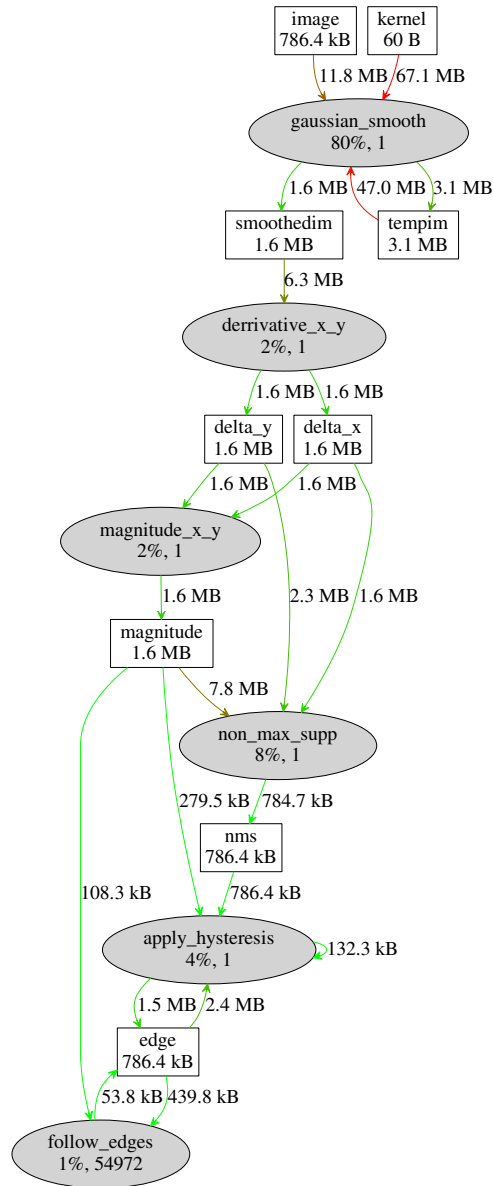 image
786.4 kB
kernel
60 B
11.8 MB
67.1 MB
gaussian_smooth
80%, 1
1.6 MB
47.0 MB
3.1 MB
smoothedim
1.6 MB
tempim
3.1 MB
6.3 MB
derrivative_x_y
2%, 1
1.6 MB
1.6 MB
delta_y
1.6 MB
delta_x
1.6 MB
1.6 MB
1.6 MB
magnitude_x_y
2%, 1
2.3 MB
1.6 MB
1.6 MB
magnitude
1.6 MB
7.8 MB
non_max_supp
8%, 1
279.5 kB
784.7 kB
nms
786.4 kB
108.3 kB
786.4 kB
apply_hysteresis
4%, 1
132.3 kB
1.5 MB
2.4 MB
edge
786.4 kB
53.8 kB
439.8 kB
follow_edges
1%, 54972